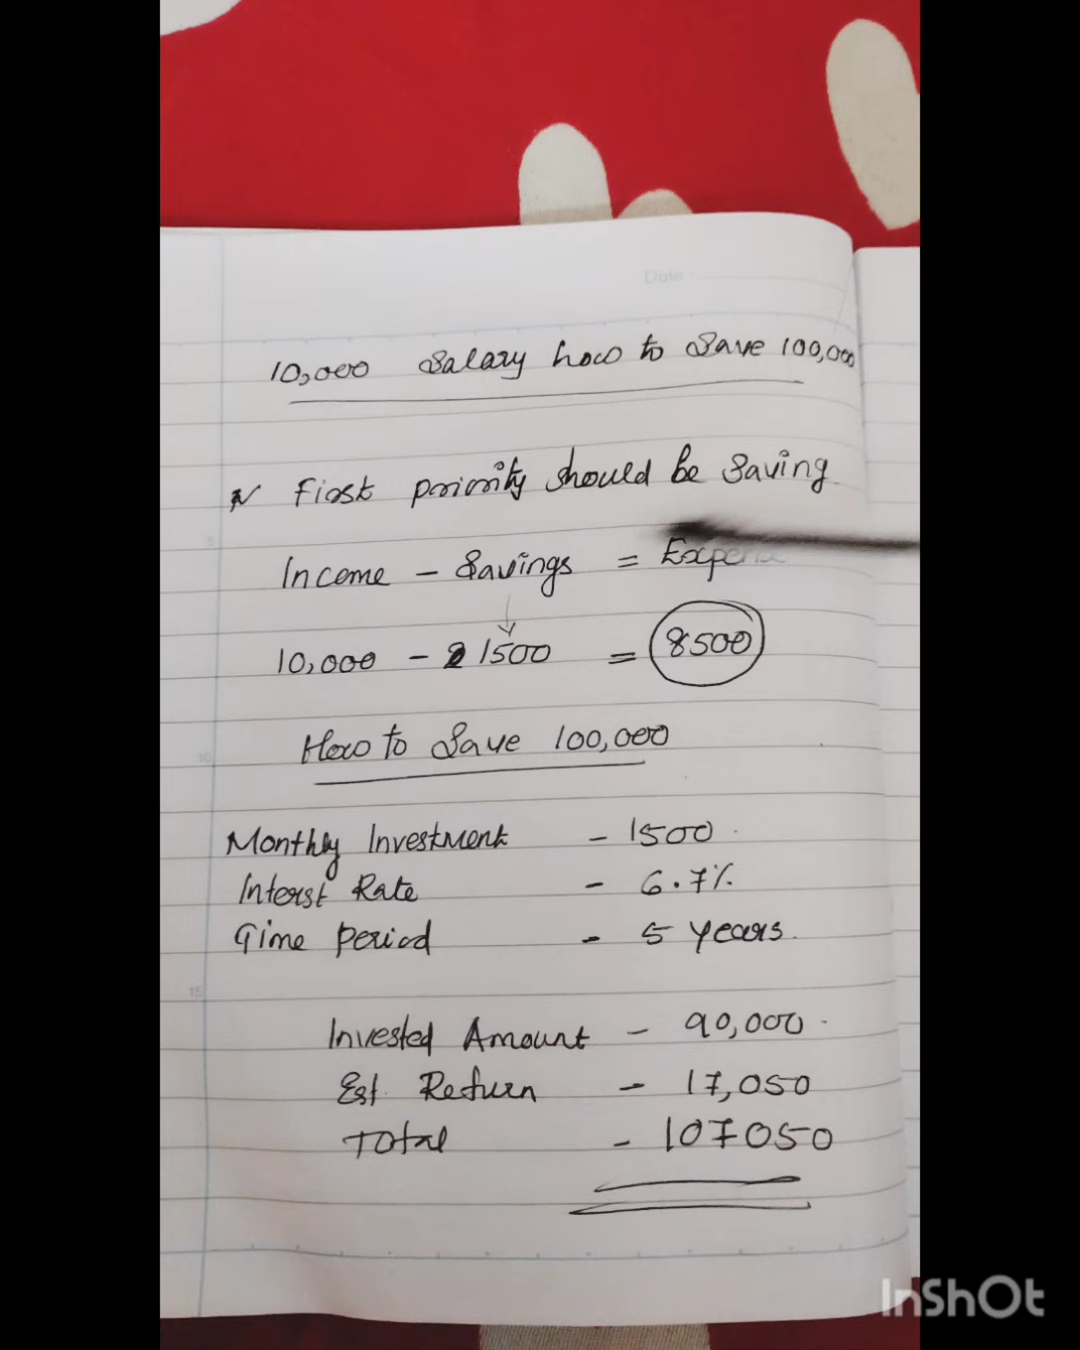 Date
10,000 Salary how to Save 100,000
First priority should be Saving
Income - Savings = Expen
10,000 - 1500 = 8500
How to Save 100,000
Monthly Investment - 1500
Interst Rate - 6.7%
Time Period - 5 Years.
Invested Amount - 90,000
Est. Return - 17,050
Total - 107050
InShOt